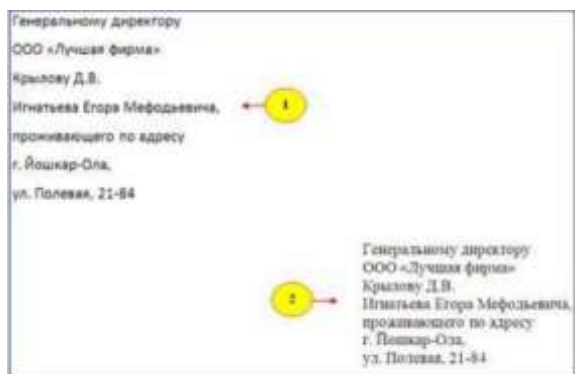 Генеральному директору
ООО «Лучшая фирма»
Крылову Д.В.
Игнатьева Егора Мефодьевича,
проживающего по адресу
г. Йошкар-Ола,
ул. Полевая, 21-84
1
2
Генеральному директору
ООО «Лучшая фирма»
Крылову Д.В.
Игнатьева Егора Мефодьевича,
проживающего по адресу
г. Йошкар-Ола,
ул. Полевая, 21-84